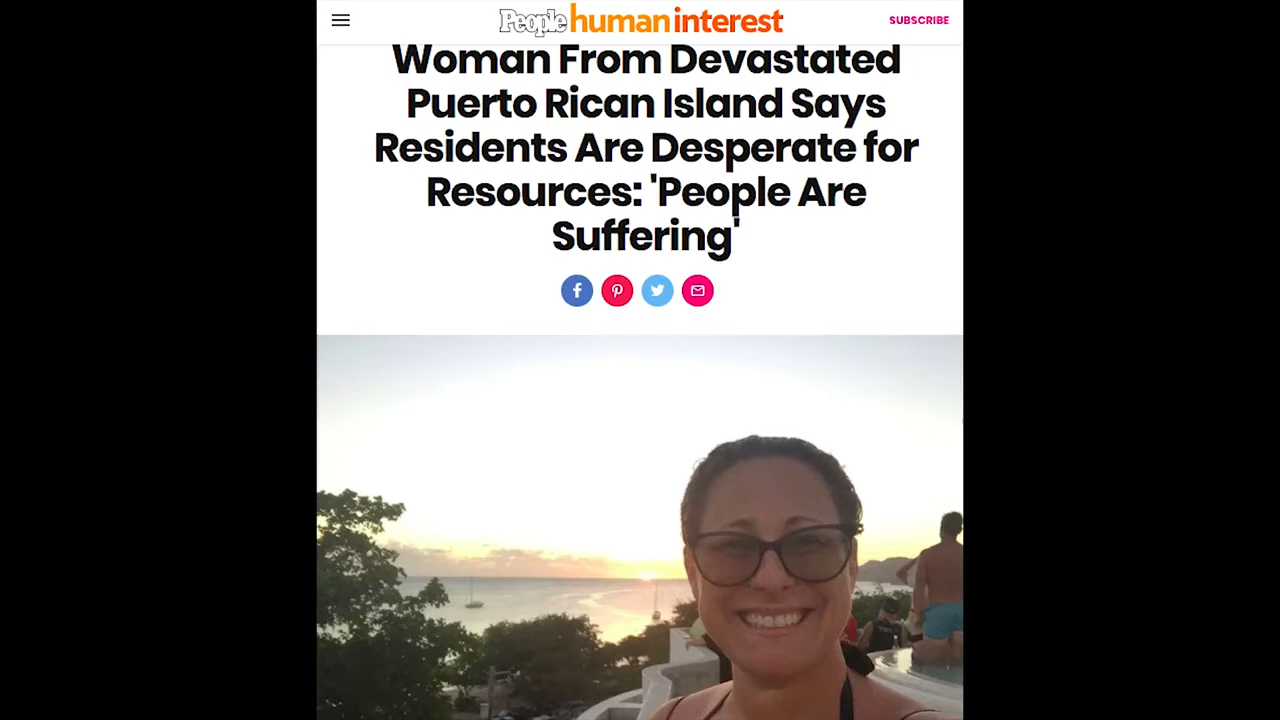 People human interest
SUBSCRIBE
Woman From Devastated
Puerto Rican Island Says
Residents Are Desperate for
Resources: 'People Are
Suffering'